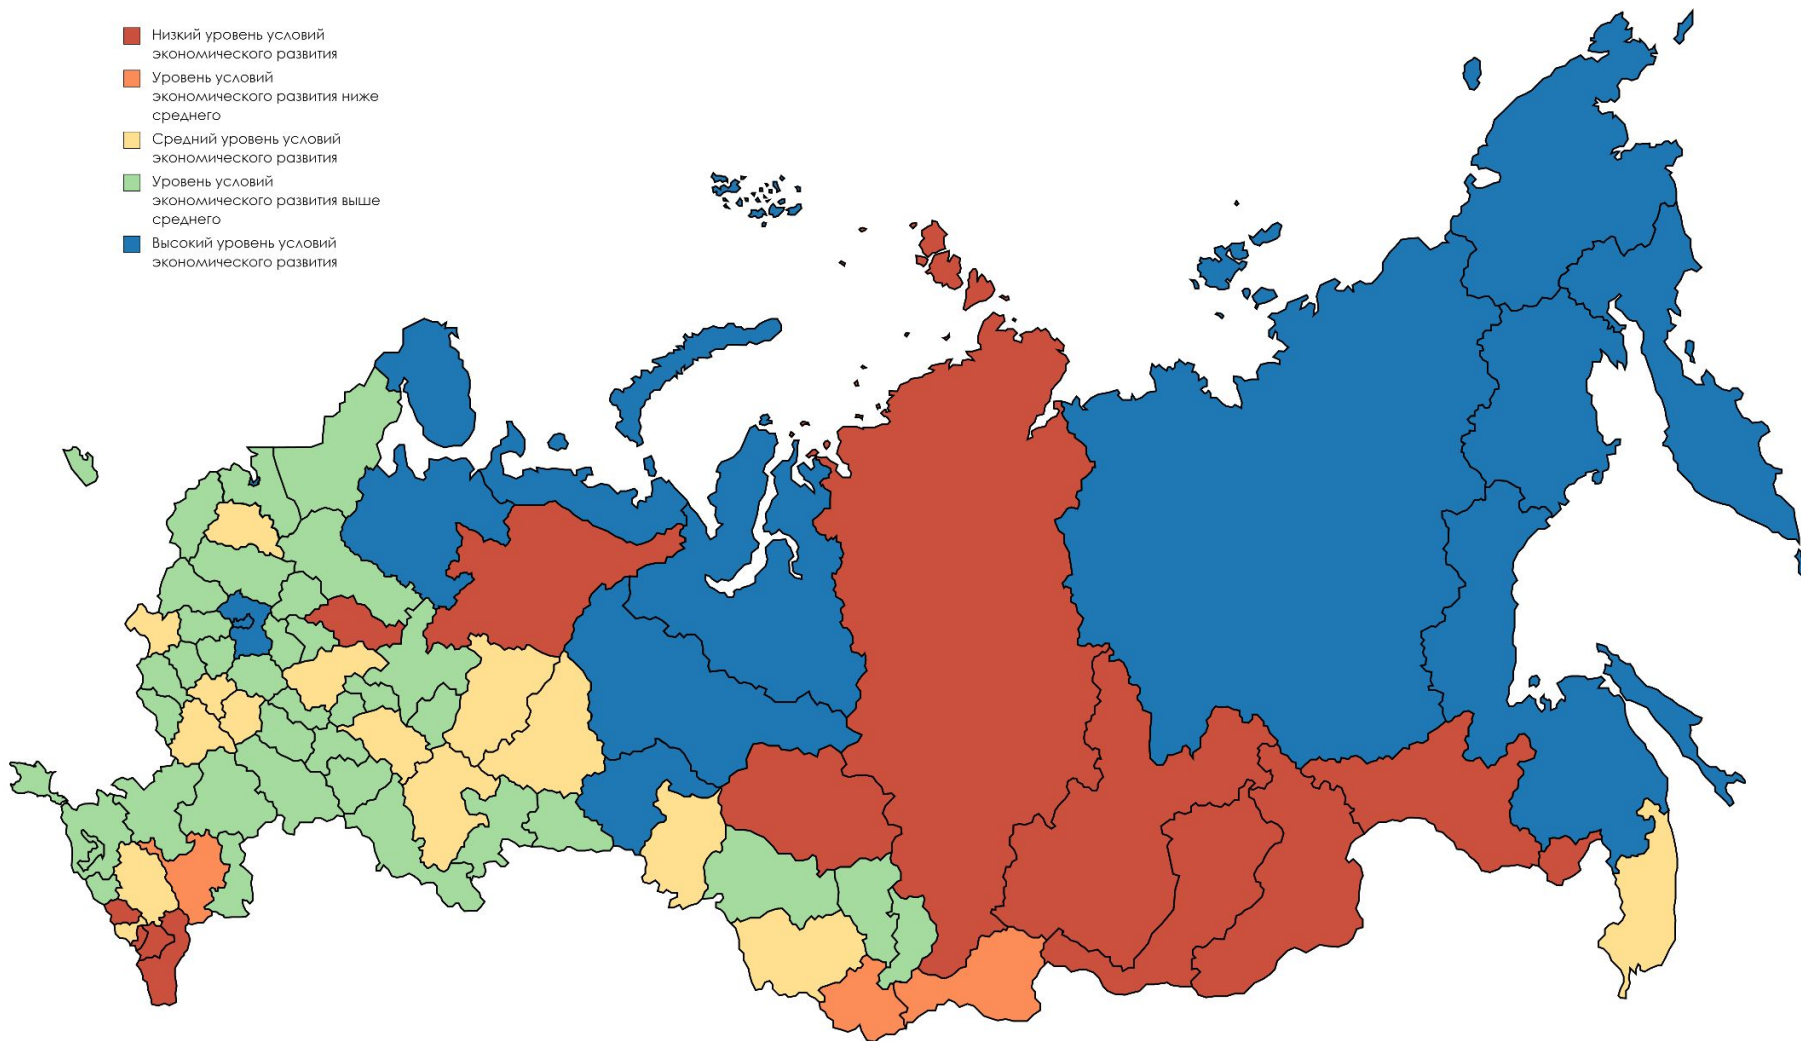 Низкий уровень условий
экономического развития
Уровень условий
экономического развития ниже
среднего
Средний уровень условий
экономического развития
Уровень условий
экономического развития выше
среднего
Высокий уровень условий
экономического развития